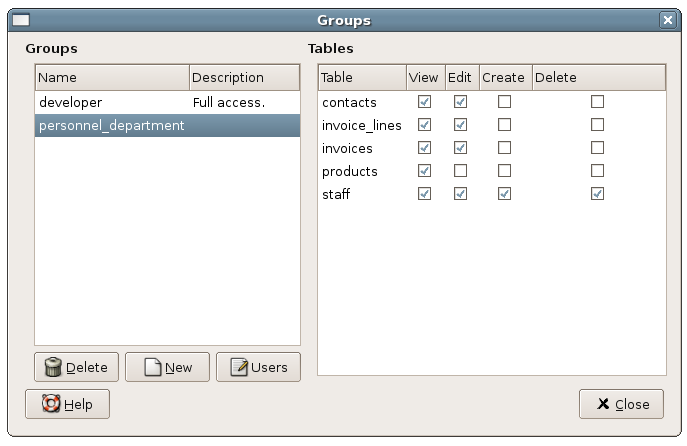 Groups
Groups
Tables
Name Description
developer Full access.
personnel_department
Table View Edit Create Delete
contacts
invoice_lines
invoices
products
staff
Delete New Users
Help Close